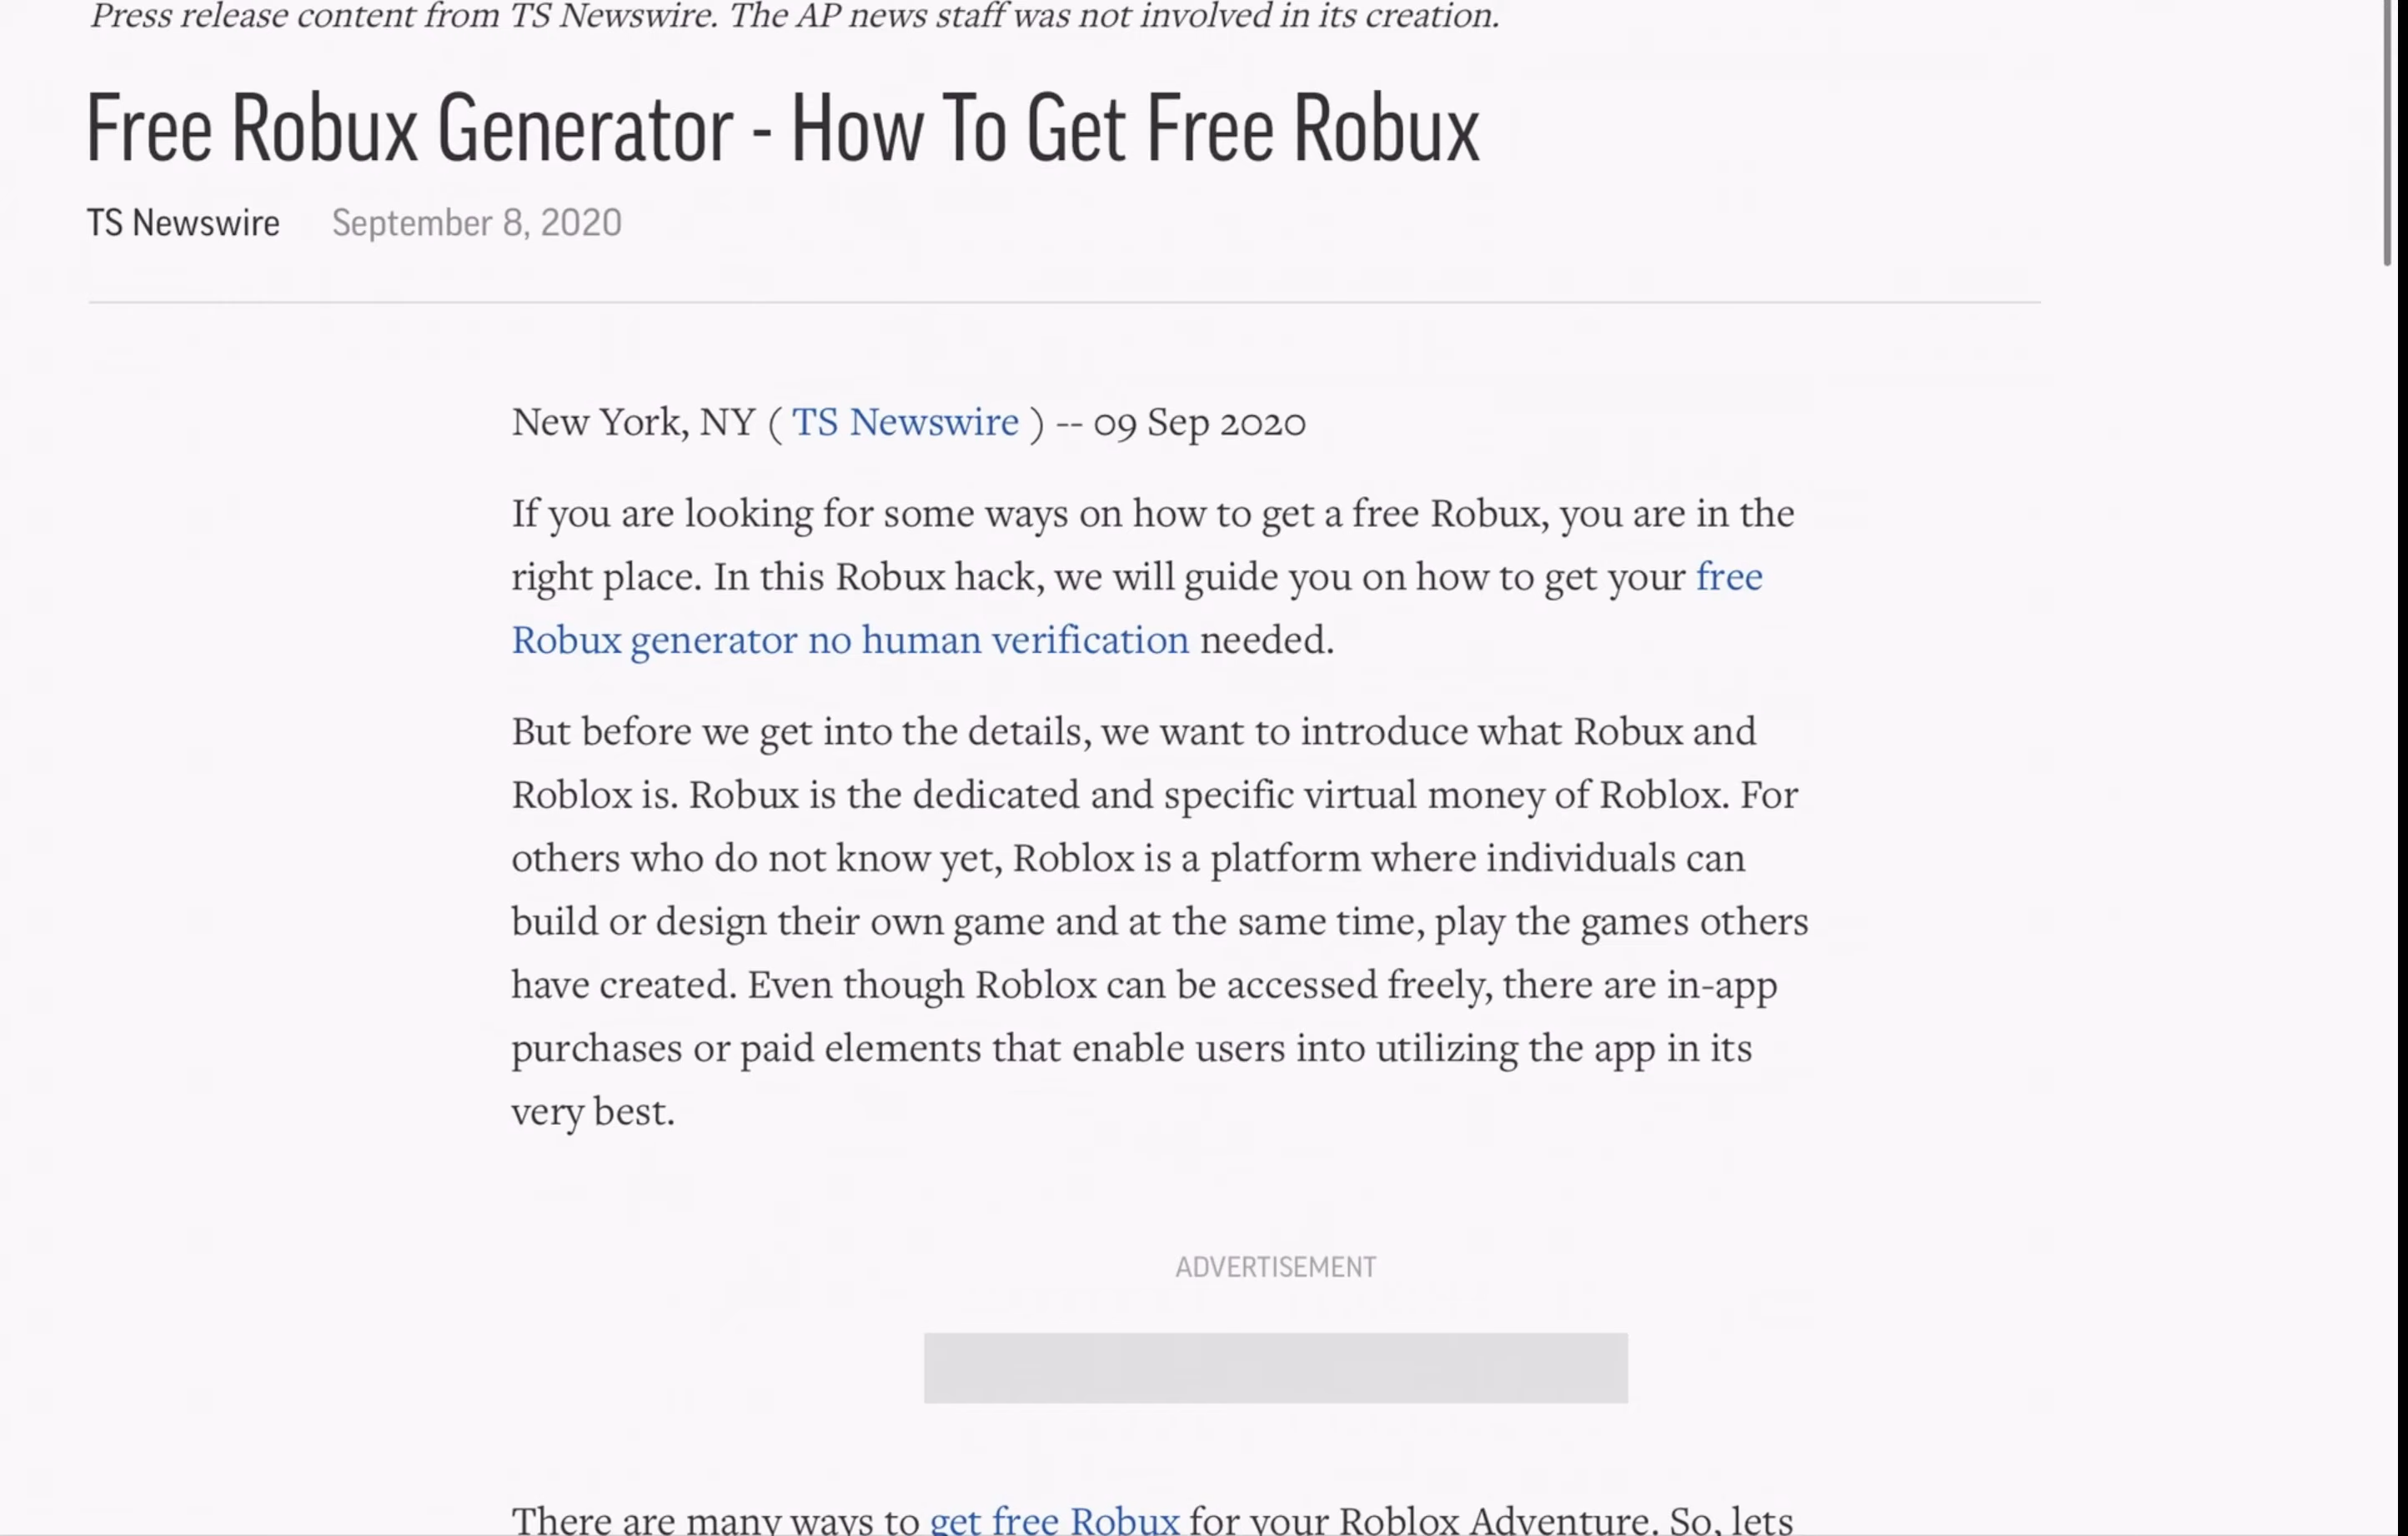 Press release content from TS Newswire. The AP news staff was not involved in its creation.
Free Robux Generator - How To Get Free Robux
TS Newswire September 8, 2020
New York, NY ( TS Newswire ) -- 09 Sep 2020
If you are looking for some ways on how to get a free Robux, you are in the
right place. In this Robux hack, we will guide you on how to get your free
Robux generator no human verification needed.
But before we get into the details, we want to introduce what Robux and
Roblox is. Robux is the dedicated and specific virtual money of Roblox. For
others who do not know yet, Roblox is a platform where individuals can
build or design their own game and at the same time, play the games others
have created. Even though Roblox can be accessed freely, there are in-app
purchases or paid elements that enable users into utilizing the app in its
very best.
ADVERTISEMENT
There are many ways to get free Robux for your Roblox Adventure. So, lets